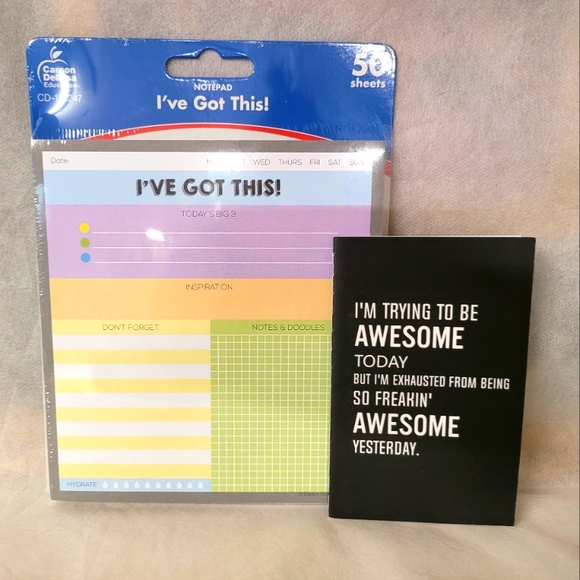 Carson
Dellosa
Education
NOTEPAD
I've Got This!
50
sheets
Date
WED THURS FRI SAT SUN
I'VE GOT THIS!
TODAY'S BIG 3
INSPIRATION
DON'T FORGET
NOTES & DOODLES
HYDRATE
I'M TRYING TO BE
AWESOME
TODAY
BUT I'M EXHAUSTED FROM BEING
SO FREAKIN'
AWESOME
YESTERDAY.